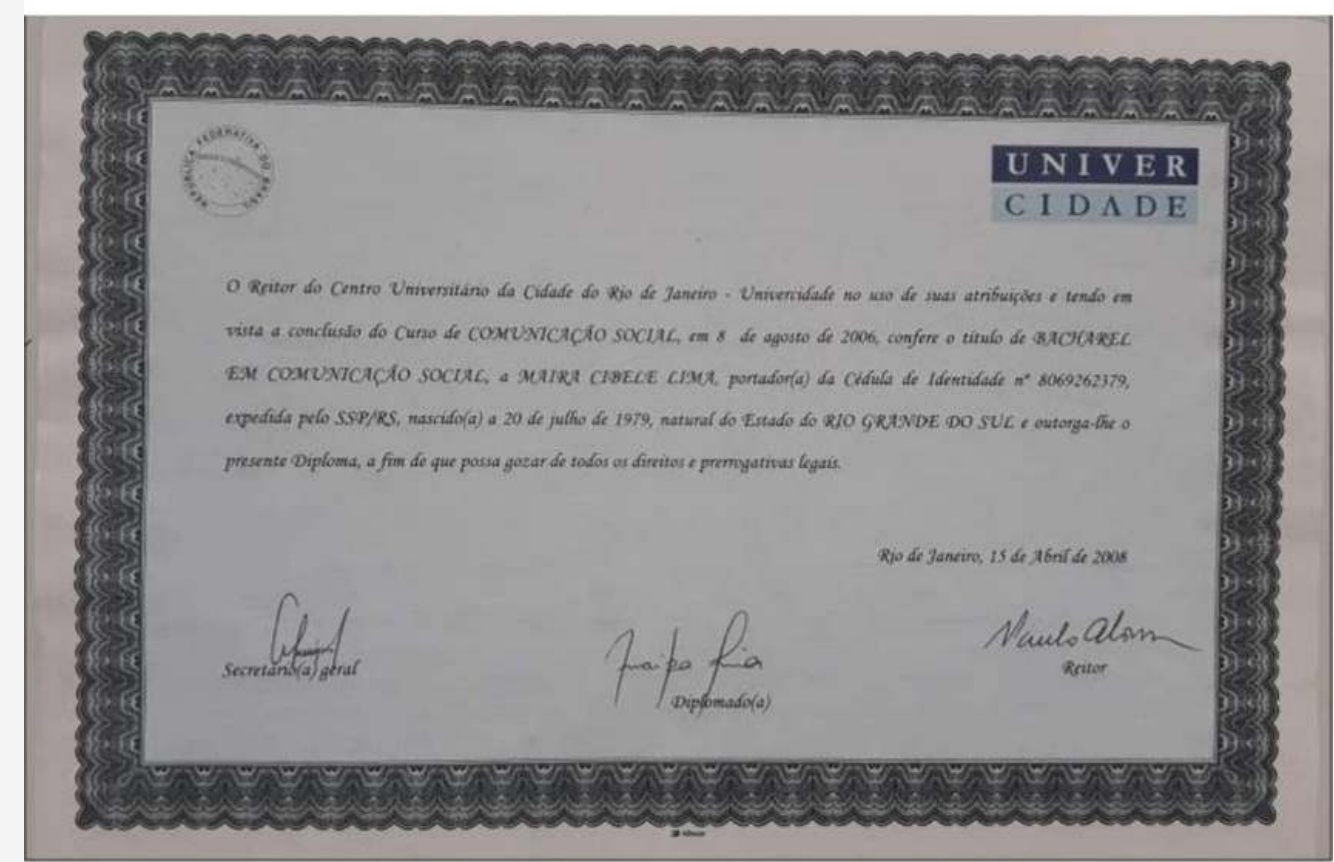 REPÚBLICA FEDERATIVA DO BRASIL
UNIVER
CIDADE
O Reitor do Centro Universitário da Cidade do Rio de Janeiro - Univercidade no uso de suas atribuições e tendo em
vista a conclusão do Curso de COMUNICAÇÃO SOCIAL, em 8 de agosto de 2006, confere o título de BACHAREL
EM COMUNICAÇÃO SOCIAL, a MAIRA CIBELE LIMA, portador(a) da Cédula de Identidade nº 8069262379,
expedida pelo SSP/RS, nascido(a) a 20 de julho de 1979, natural do Estado do RIO GRANDE DO SUL e outorga-lhe o
presente Diploma, a fim de que possa gozar de todos os direitos e prerrogativas legais.
Rio de Janeiro, 15 de Abril de 2008
Secretário(a) geral
Diplomado(a)
Reitor